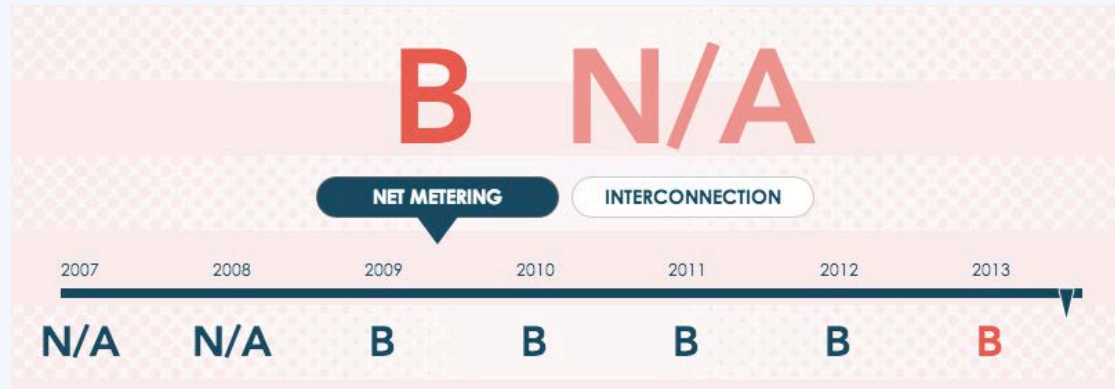 B N/A
NET METERING INTERCONNECTION
2007 2008 2009 2010 2011 2012 2013
N/A N/A B B B B B